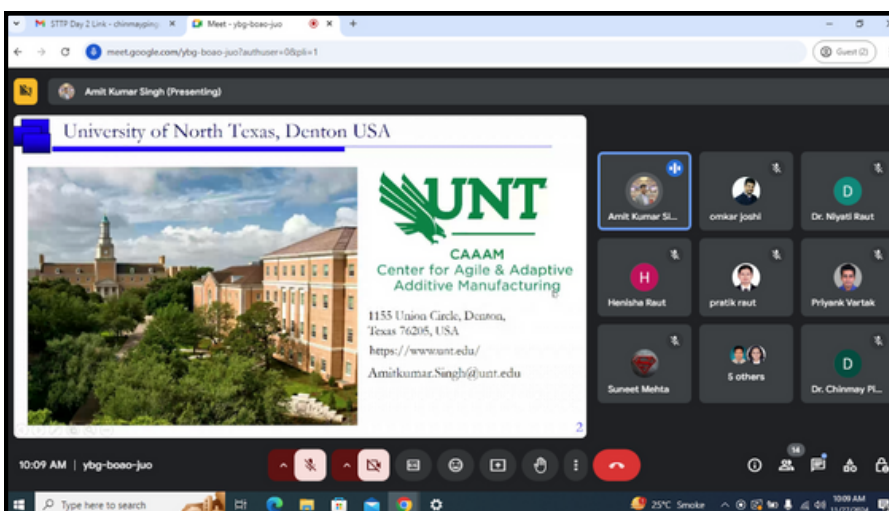 STTP Day 2 Link - chinmayping
Meet - ybg-boao-juo
meet.google.com/ybg-boao-juo?authuser=0&pli=1
Guest (2)
Amit Kumar Singh (Presenting)
University of North Texas, Denton USA
UNT
CAAAM
Center for Agile & Adaptive
Additive Manufacturing
1155 Union Circle, Denton,
Texas 76205, USA
https://www.unt.edu/
Amitkumar.Singh@unt.edu
2
Amit Kumar Si...
omkar joshi
D
Dr. Niyati Raut
H
Henisha Raut
pratik raut
Priyank Vartak
Suneet Mehta
5 others
D
Dr. Chinmay Pi...
10:09 AM | ybg-boao-juo
14
Type here to search
25°C Smoke
10:09 AM
11/27/2024